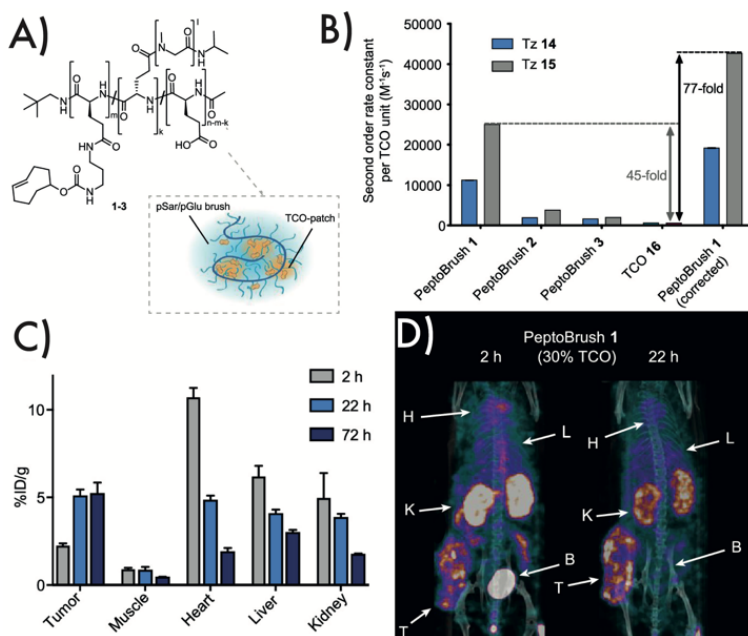 A)
O
N
l
N
H
O
N
H
H
N
m
O
k
H
N
O
n-m-k
O
HO
O
NH
O
N
H
O
1-3
pSar/pGlu brush
TCO-patch
B)
Second order rate constant
per TCO unit (M-1s-1)
50000
40000
30000
20000
10000
0
Tz 14
Tz 15
45-fold
77-fold
PeptoBrush 1
PeptoBrush 2
PeptoBrush 3
TCO 16
PeptoBrush 1
(corrected)
C)
%ID/g
10
5
0
2 h
22 h
72 h
Tumor
Muscle
Heart
Liver
Kidney
D)
PeptoBrush 1
2 h (30% TCO) 22 h
H
L
K
B
T
H
L
K
B
T